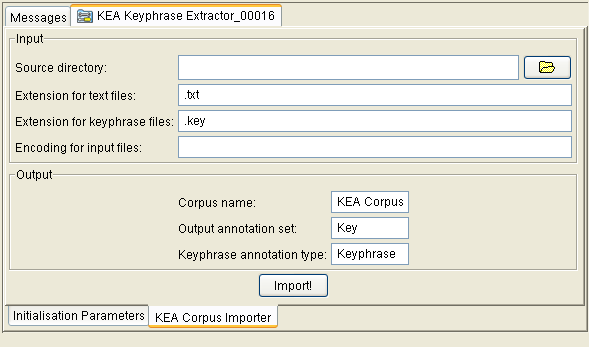 Messages KEA Keyphrase Extractor_00016
Input
Source directory:
Extension for text files: .txt
Extension for keyphrase files: .key
Encoding for input files:
Output
Corpus name: KEA Corpus
Output annotation set: Key
Keyphrase annotation type: Keyphrase
Import!
Initialisation Parameters KEA Corpus Importer